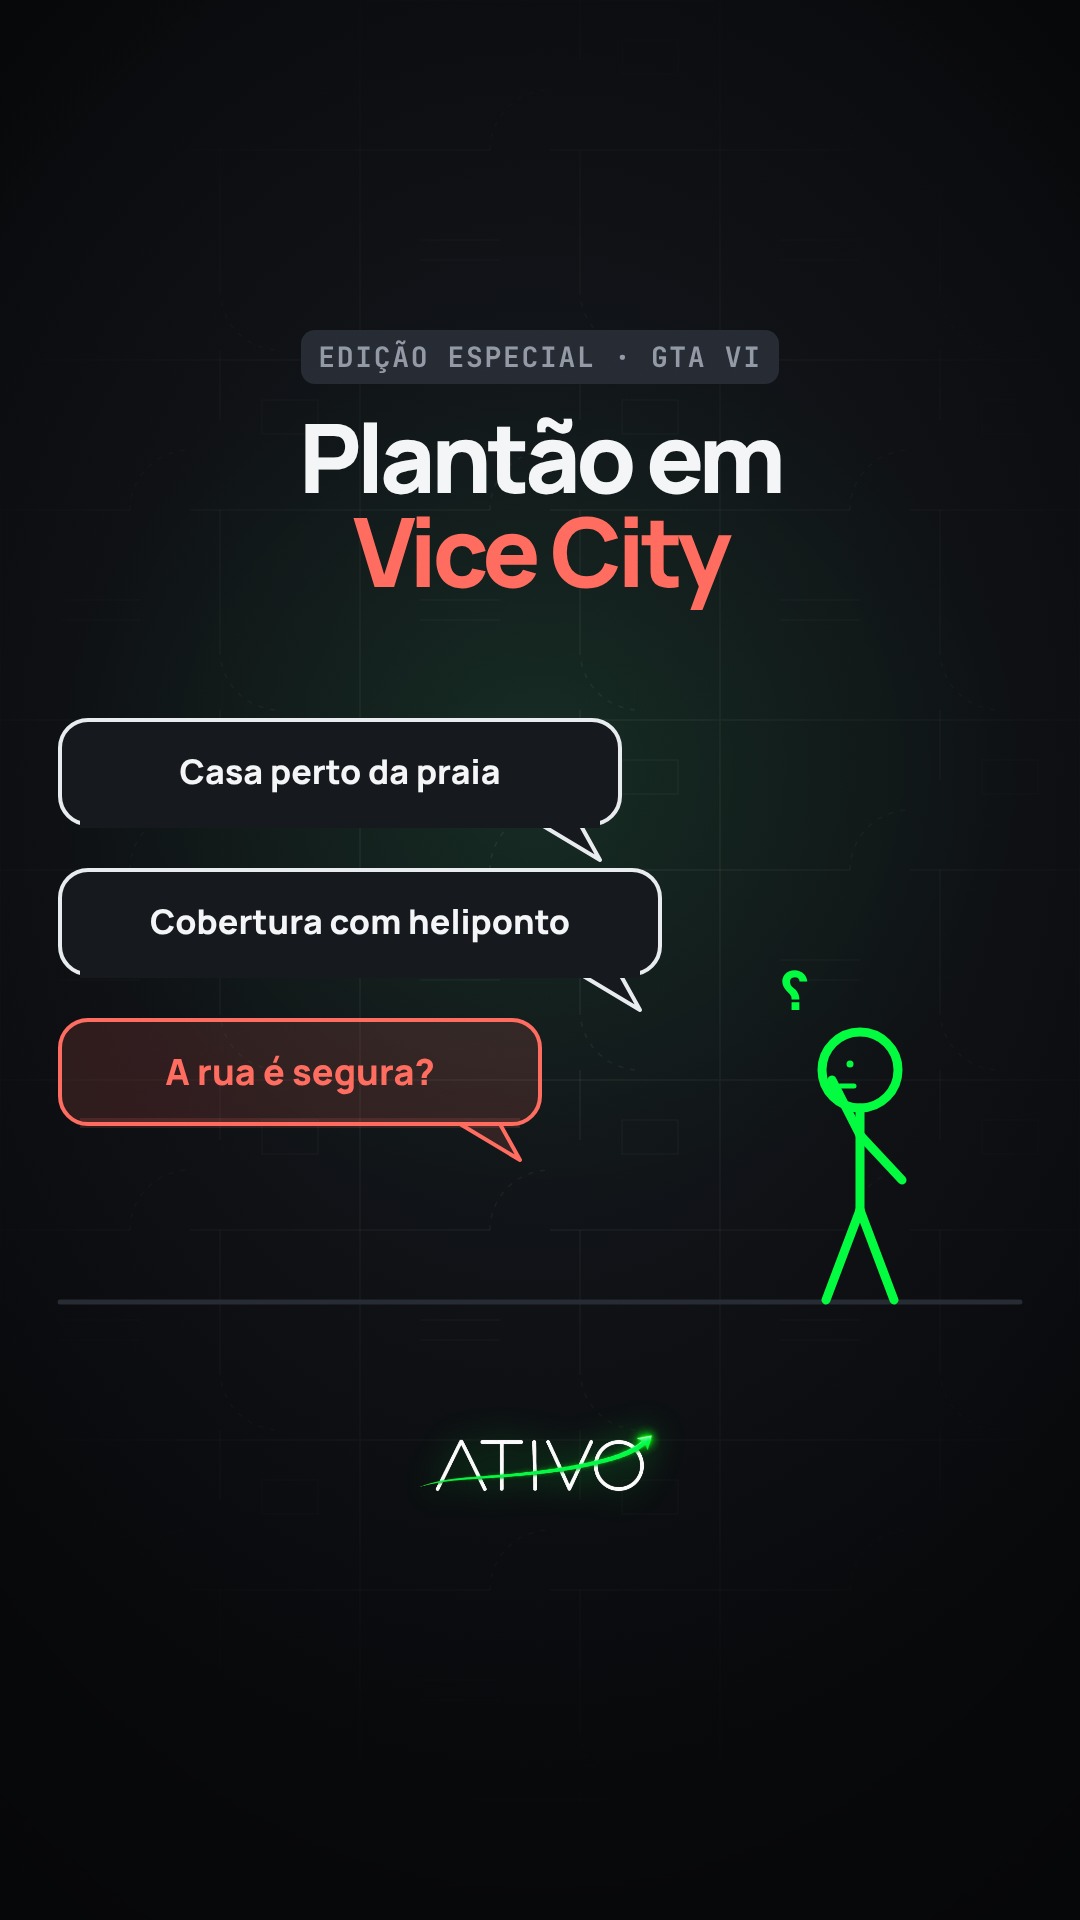 EDIÇÃO ESPECIAL · GTA VI
Plantão em
Vice City
Casa perto da praia
Cobertura com heliponto
A rua é segura?
?
ATIVO